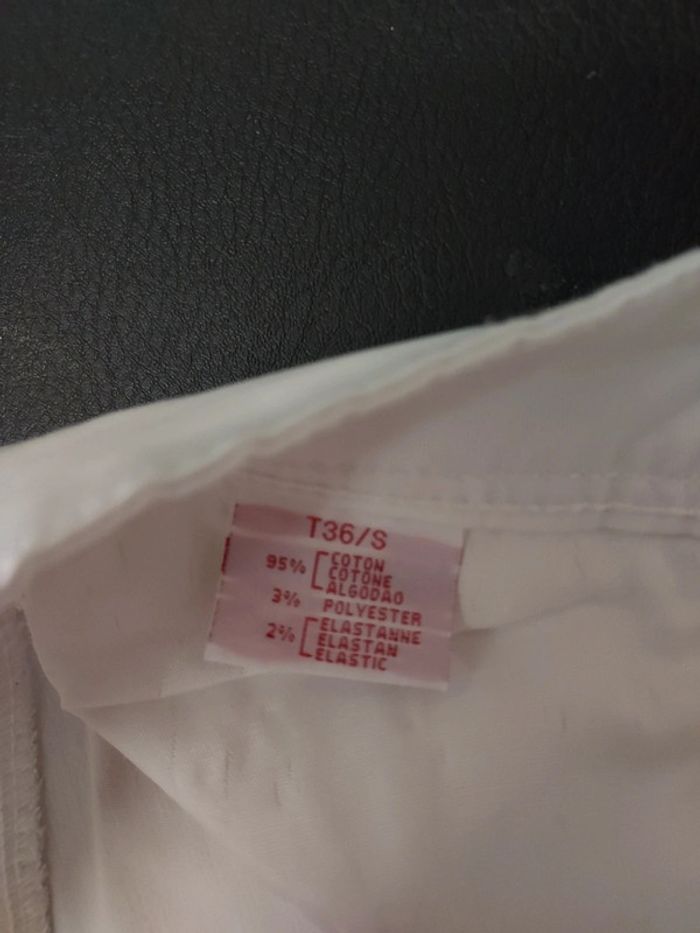 T36/S
95% COTON
COTONE
ALGODAO
3% POLYESTER
2% ELASTANNE
ELASTAN
ELASTIC